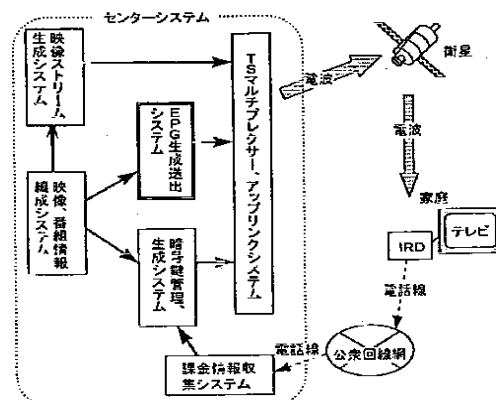 センターシステム
映像ストリーム
生成システム
EPG生成送出
システム
映像、番組情報
編成システム
暗号鍵管理、
生成システム
TSマルチプレクサー、アップリンクシステム
課金情報収
集システム
電波
衛星
電波
家庭
テレビ
IRD
電話線
公衆回線網
電話線